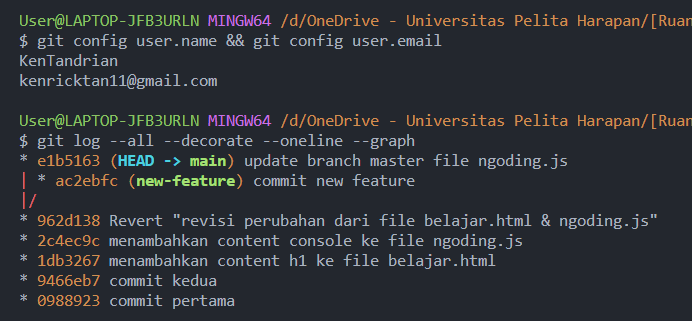 User@LAPTOP-JFB3URLN MINGW64 /d/OneDrive - Universitas Pelita Harapan/[Ruan
$ git config user.name && git config user.email
KenTandrian
kenricktan11@gmail.com
User@LAPTOP-JFB3URLN MINGW64 /d/OneDrive - Universitas Pelita Harapan/[Ruan
$ git log --all --decorate --oneline --graph
* e1b5163 (HEAD -> main) update branch master file ngoding.js
| * ac2ebfc (new-feature) commit new feature
|/
* 962d138 Revert "revisi perubahan dari file belajar.html & ngoding.js"
* 2c4ec9c menambahkan content console ke file ngoding.js
* 1db3267 menambahkan content h1 ke file belajar.html
* 9466eb7 commit kedua
* 0988923 commit pertama